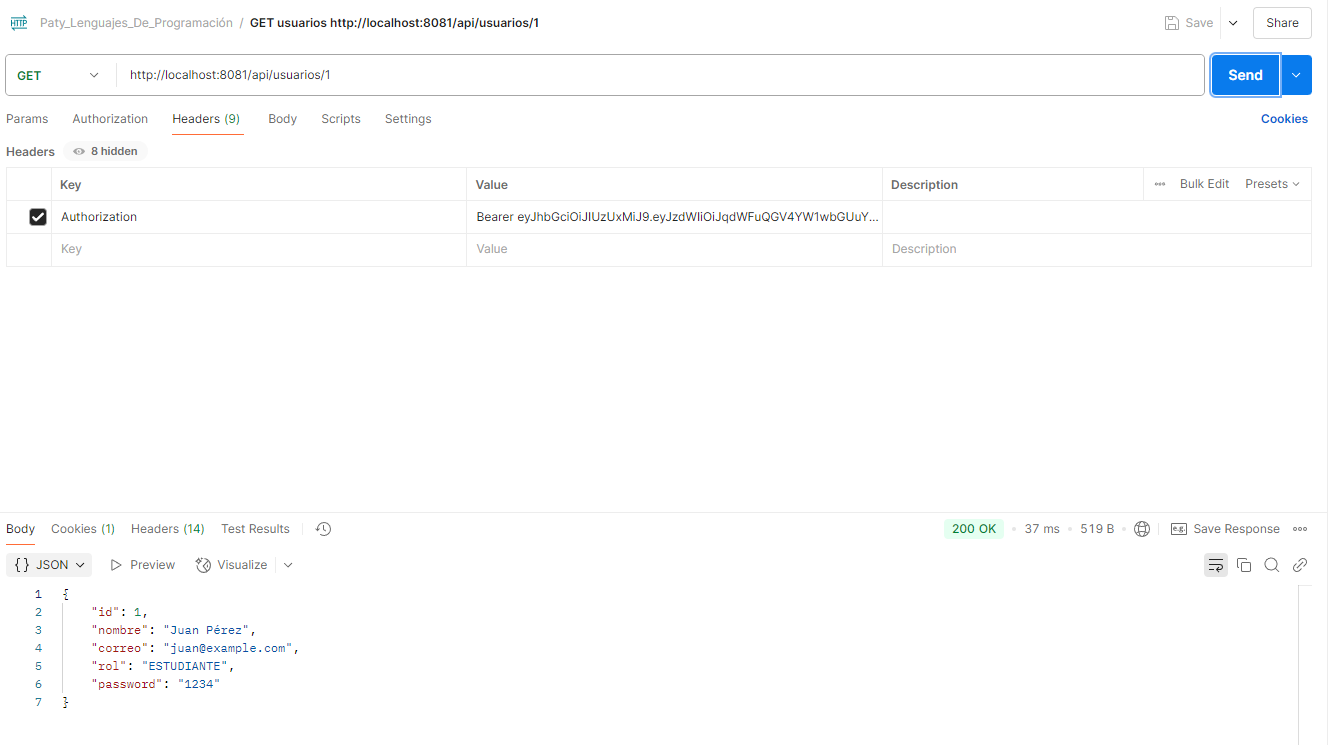 HTTP Paty_Lenguajes_De_Programación / GET usuarios http://localhost:8081/api/usuarios/1 Save Share
GET http://localhost:8081/api/usuarios/1 Send
Params Authorization Headers (9) Body Scripts Settings Cookies
Headers 8 hidden
Key Value Description ••• Bulk Edit Presets
Authorization Bearer eyJhbGciOiJIUzUxMiJ9.eyJzdWIiOiJqdWFuQGV4YW1wbGUuY...
Key Value Description
Body Cookies (1) Headers (14) Test Results 200 OK • 37 ms • 519 B • e.g. Save Response •••
{} JSON Preview Visualize
1 {
2 "id": 1,
3 "nombre": "Juan Pérez",
4 "correo": "juan@example.com",
5 "rol": "ESTUDIANTE",
6 "password": "1234"
7 }